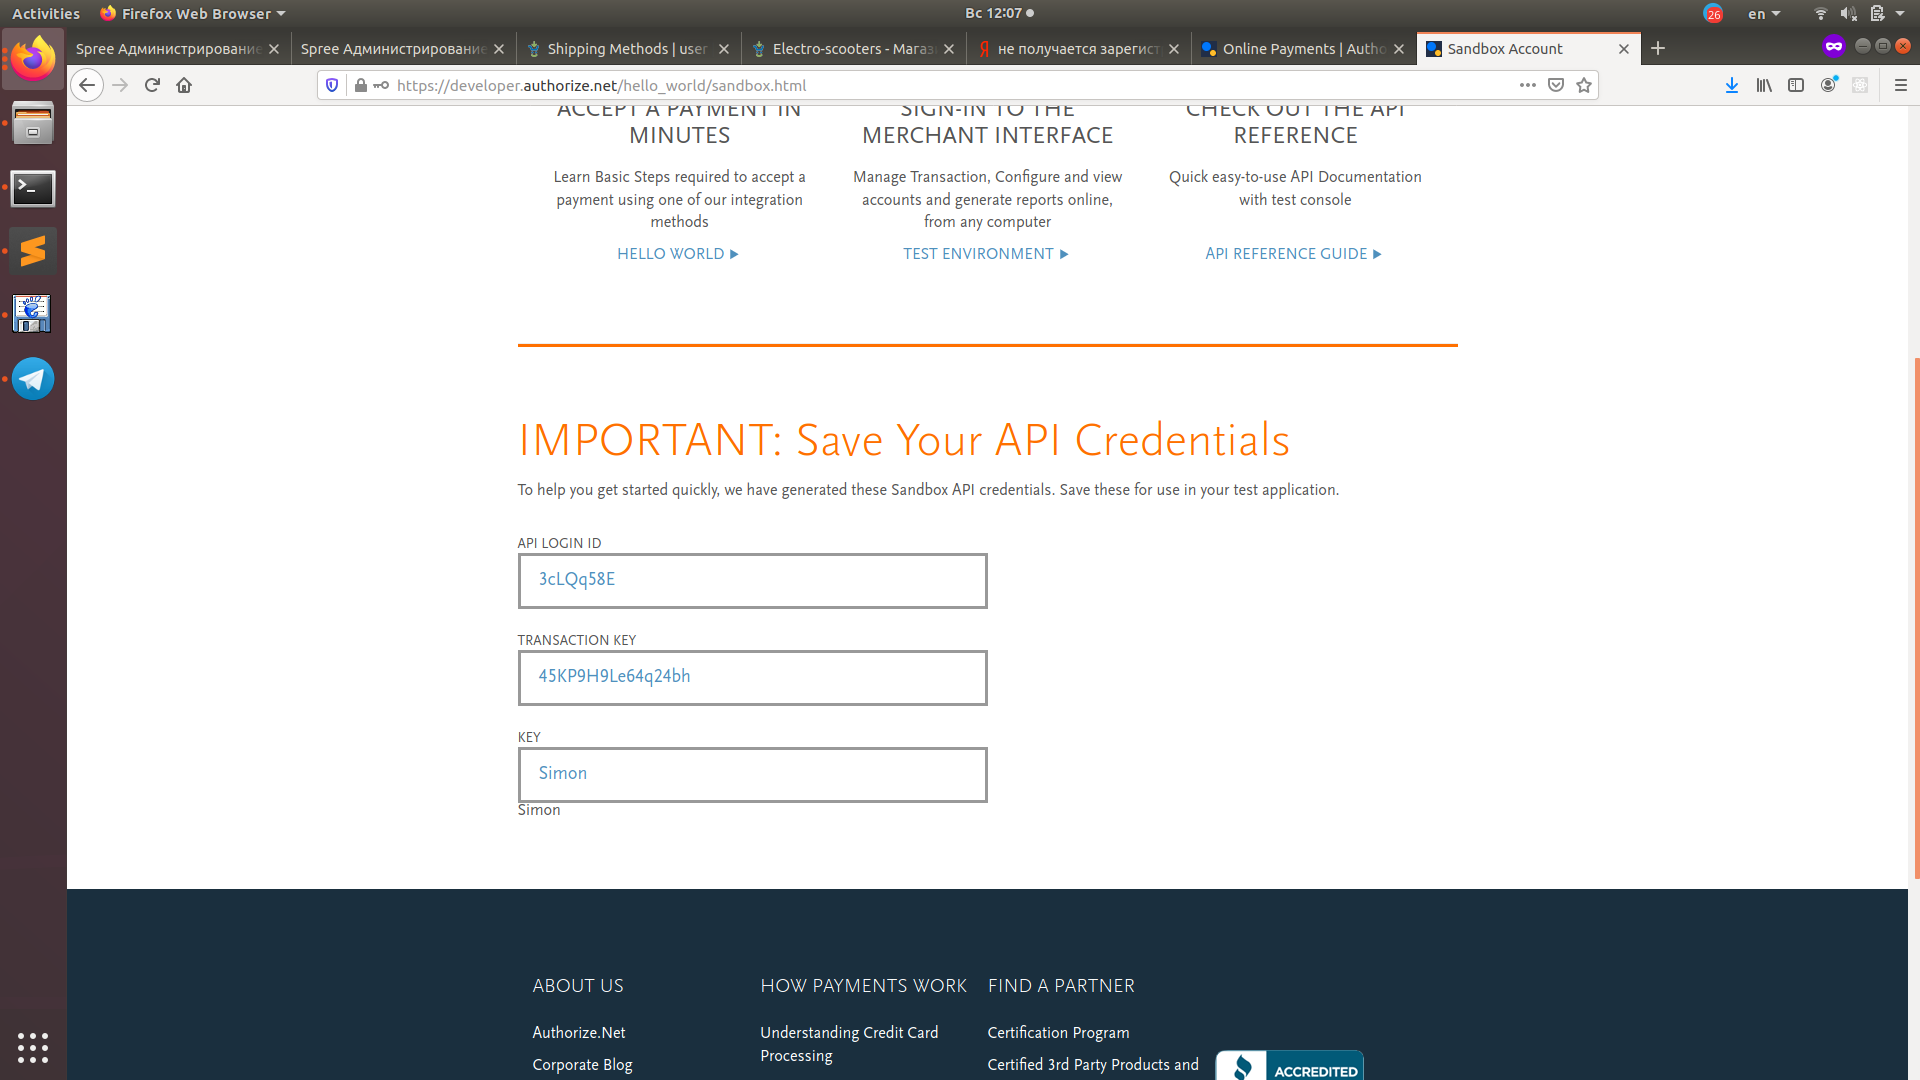 Activities
Firefox Web Browser
Вс 12:07
26
en
Spree Администрирование
Spree Администрирование
Shipping Methods | user
Electro-scooters - Магаз
не получается зарегист
Online Payments | Autho
Sandbox Account
https://developer.authorize.net/hello_world/sandbox.html
ACCEPT A PAYMENT IN
MINUTES
Learn Basic Steps required to accept a
payment using one of our integration
methods
HELLO WORLD
SIGN-IN TO THE
MERCHANT INTERFACE
Manage Transaction, Configure and view
accounts and generate reports online,
from any computer
TEST ENVIRONMENT
CHECK OUT THE API
REFERENCE
Quick easy-to-use API Documentation
with test console
API REFERENCE GUIDE
IMPORTANT: Save Your API Credentials
To help you get started quickly, we have generated these Sandbox API credentials. Save these for use in your test application.
API LOGIN ID
3cLQq58E
TRANSACTION KEY
45KP9H9Le64q24bh
KEY
Simon
Simon
ABOUT US
Authorize.Net
Corporate Blog
HOW PAYMENTS WORK
Understanding Credit Card
Processing
FIND A PARTNER
Certification Program
Certified 3rd Party Products and
ACCREDITED